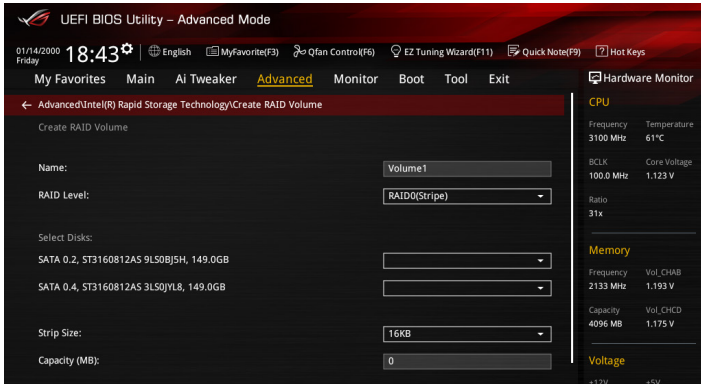 UEFI BIOS Utility – Advanced Mode
01/14/2000 Friday 18:43 English MyFavorite(F3) Qfan Control(F6) EZ Tuning Wizard(F11) Quick Note(F9) ? Hot Keys
My Favorites Main Ai Tweaker Advanced Monitor Boot Tool Exit
← Advanced\Intel(R) Rapid Storage Technology\Create RAID Volume
Create RAID Volume
Name: Volume1
RAID Level: RAID0(Stripe)
Select Disks:
SATA 0.2, ST3160812AS 9LS0BJ5H, 149.0GB
SATA 0.4, ST3160812AS 3LS0JYL8, 149.0GB
Strip Size: 16KB
Capacity (MB): 0
Hardware Monitor
CPU
Frequency Temperature
3100 MHz 61°C
BCLK Core Voltage
100.0 MHz 1.123 V
Ratio
31x
Memory
Frequency Vol_CHAB
2133 MHz 1.193 V
Capacity Vol_CHCD
4096 MB 1.175 V
Voltage
+12V +5V